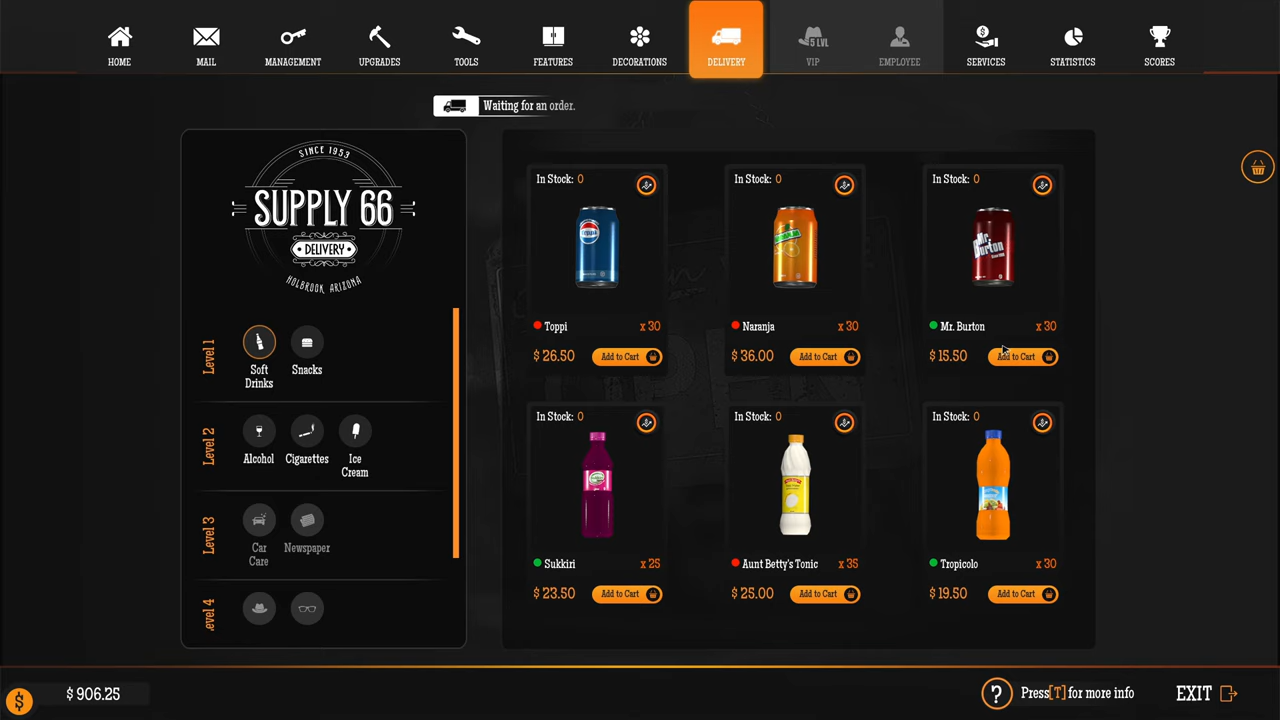 HOME
MAIL
MANAGEMENT
UPGRADES
TOOLS
FEATURES
DECORATIONS
DELIVERY
5 LVL
VIP
EMPLOYEE
SERVICES
STATISTICS
SCORES
Waiting for an order.
SINCE 1953
SUPPLY 66
DELIVERY
HOLBROOK, ARIZONA
Level 1
Soft Drinks
Snacks
Level 2
Alcohol
Cigarettes
Ice Cream
Level 3
Car Care
Newspaper
Level 4
In Stock: 0
Toppi x 30
$ 26.50 Add to Cart
In Stock: 0
Naranja x 30
$ 36.00 Add to Cart
In Stock: 0
Mr. Burton
Mr. Burton x 30
$ 15.50 Add to Cart
In Stock: 0
Sukkiri x 25
$ 23.50 Add to Cart
In Stock: 0
Aunt Betty's Tonic x 35
$ 25.00 Add to Cart
In Stock: 0
Tropicolo x 30
$ 19.50 Add to Cart
$ 906.25
? Press[T] for more info
EXIT